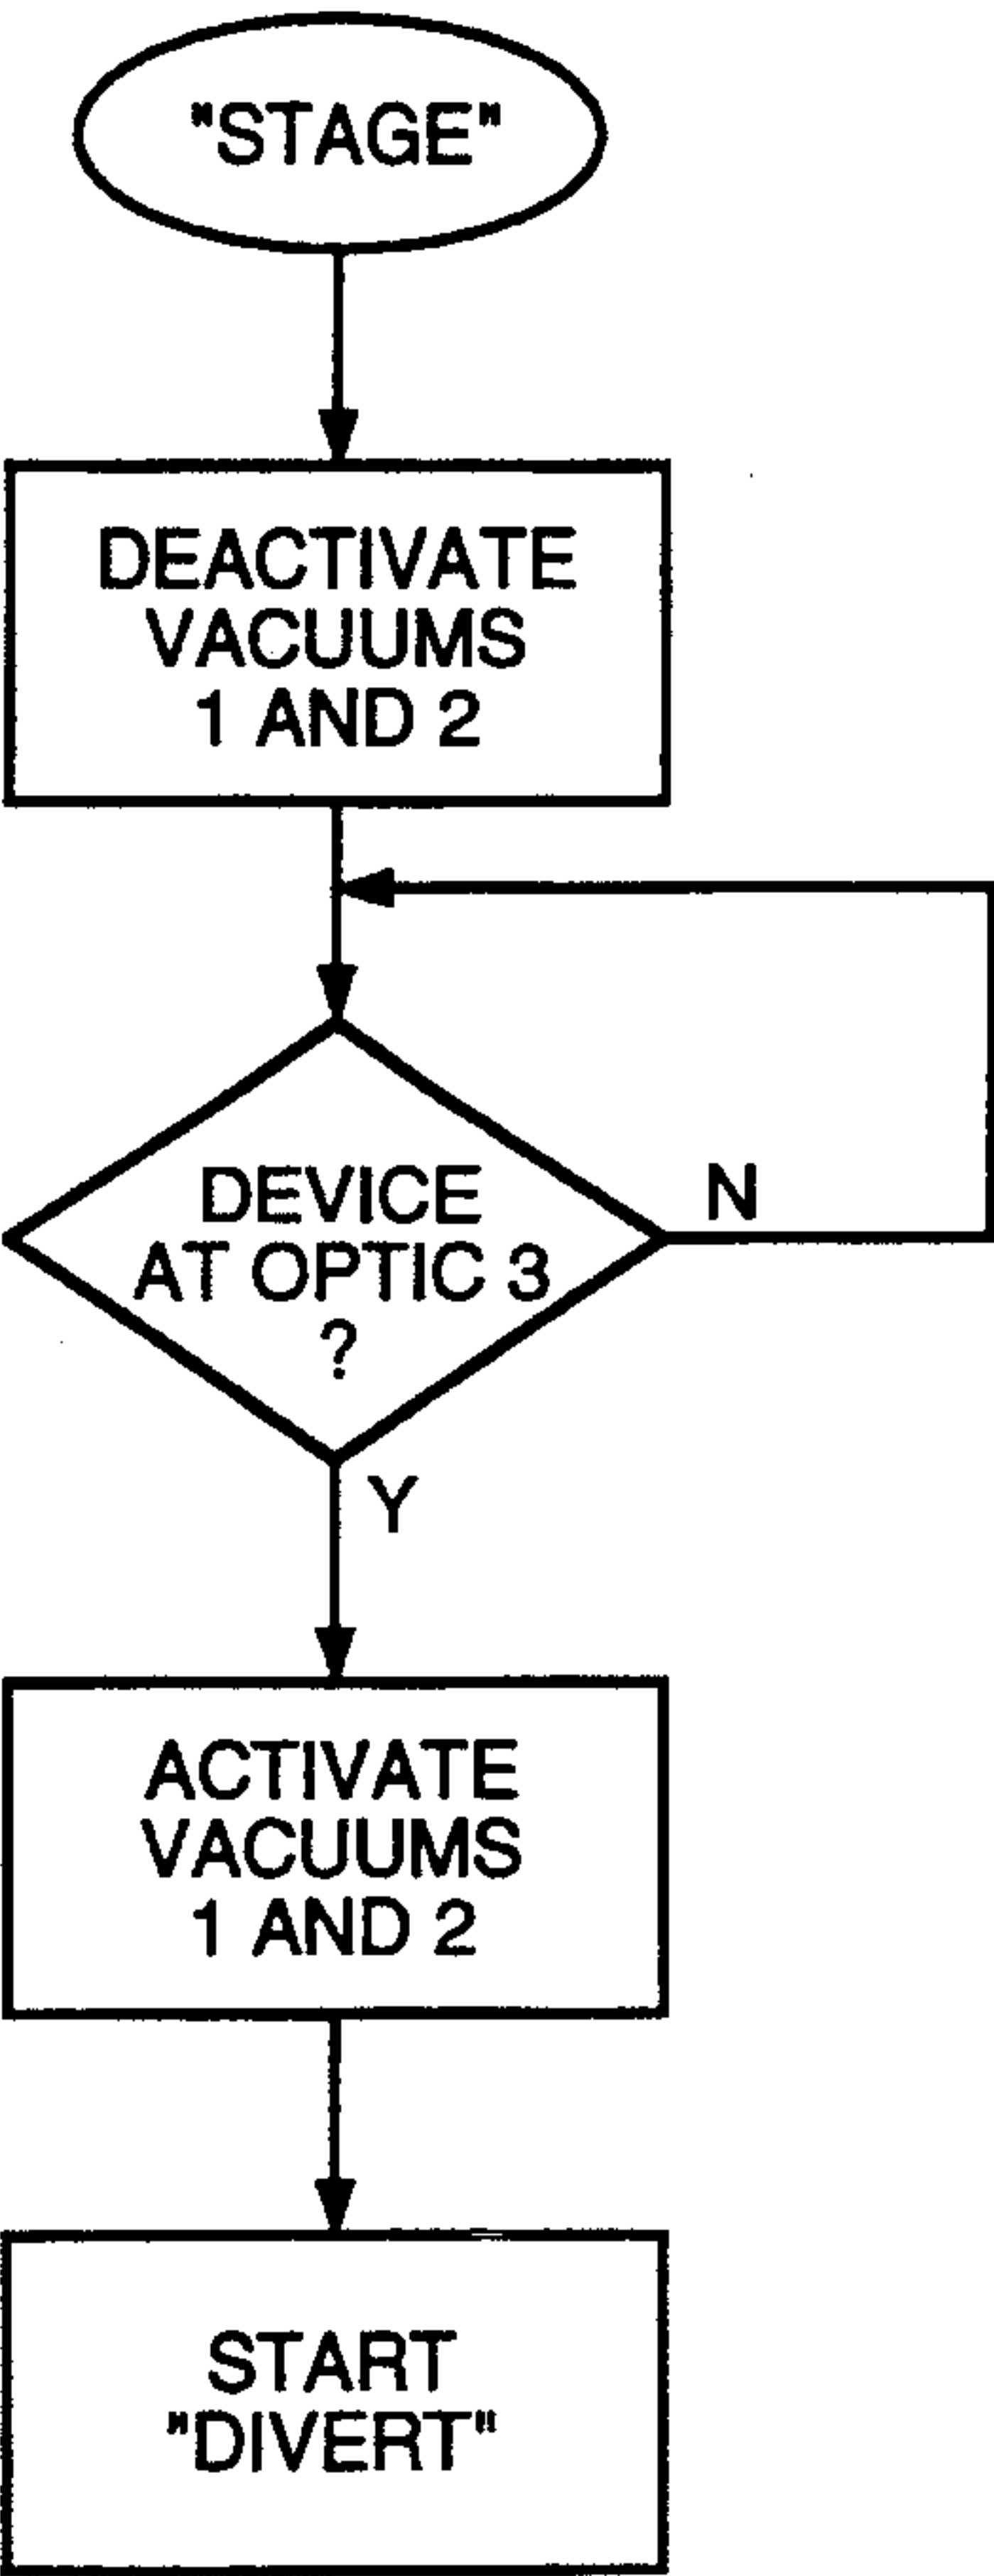 "STAGE"
DEACTIVATE
VACUUMS
1 AND 2
DEVICE
AT OPTIC 3
?
N
Y
ACTIVATE
VACUUMS
1 AND 2
START
"DIVERT"